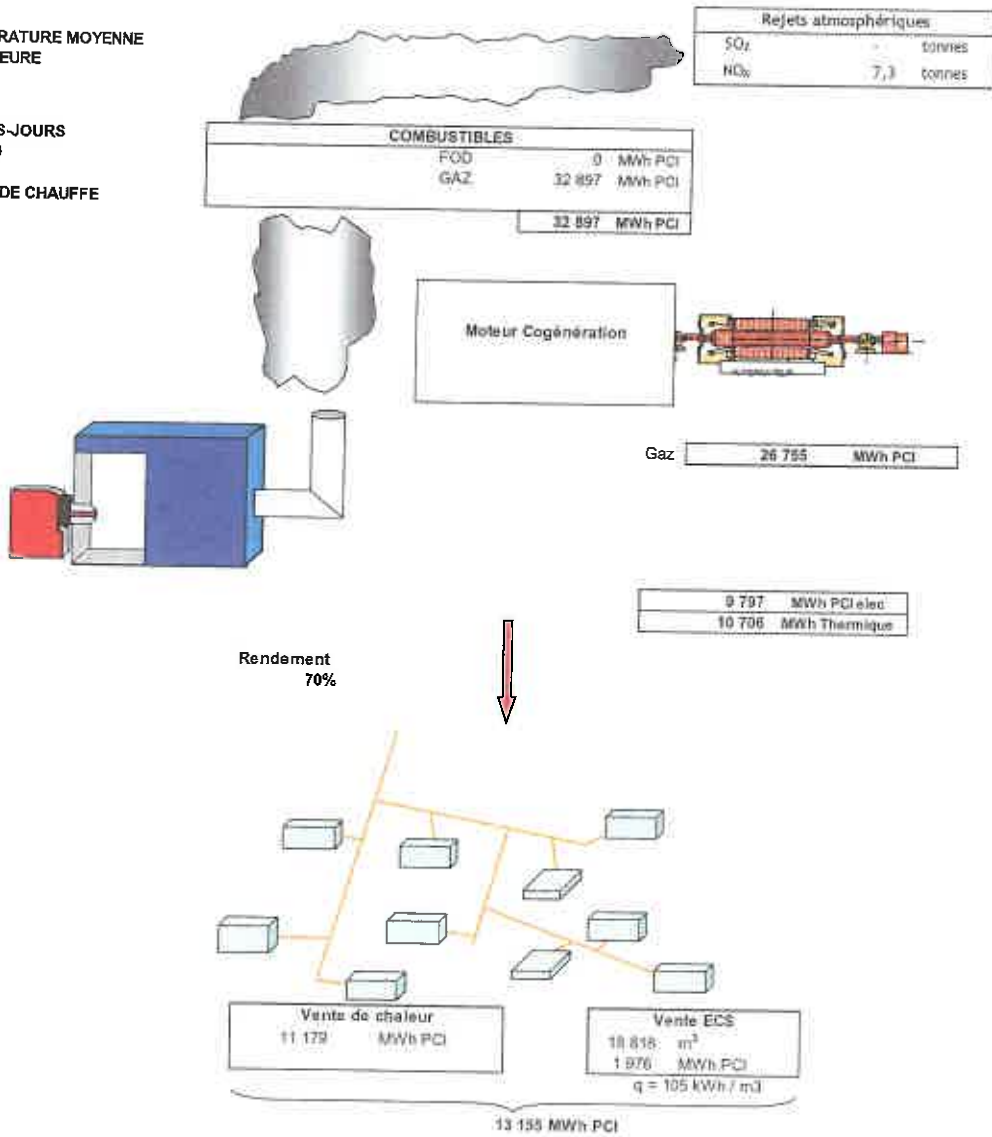 RATURE MOYENNE
EURE
S-JOURS
DE CHAUFFE
Rejets atmosphériques
SO₂ - tonnes
NOx 7,3 tonnes
COMBUSTIBLES
FOD 0 MWh PCI
GAZ 32 897 MWh PCI
32 897 MWh PCI
Moteur Cogénération
Gaz 26 755 MWh PCI
9 797 MWh PCI elec
10 706 MWh Thermique
Rendement
70%
Vente de chaleur
11 179 MWh PCI
Vente ECS
18 818 m³
1 976 MWh PCI
q = 105 kWh / m3
13 155 MWh PCI